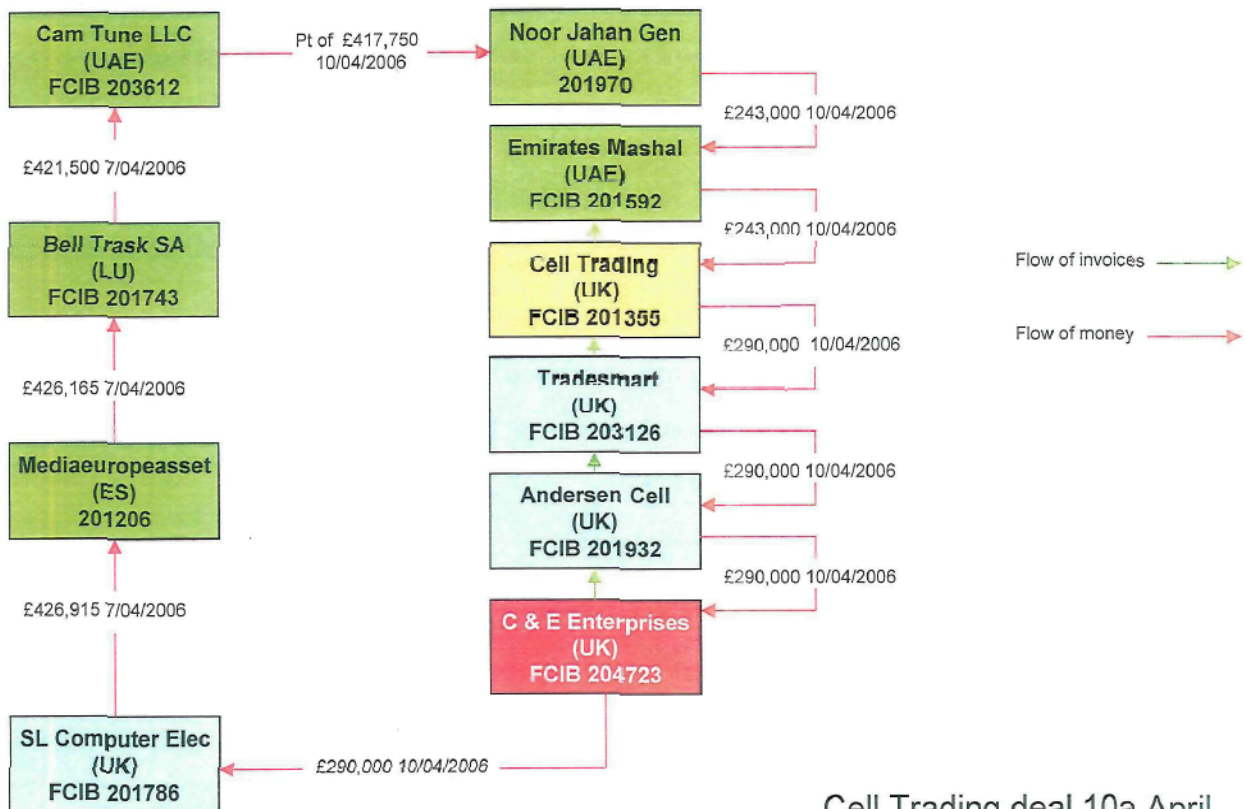 Cam Tune LLC
(UAE)
FCIB 203612
Pt of £417,750
10/04/2006
Noor Jahan Gen
(UAE)
201970
£243,000 10/04/2006
Emirates Mashal
(UAE)
FCIB 201592
£421,500 7/04/2006
£243,000 10/04/2006
Bell Trask SA
(LU)
FCIB 201743
Cell Trading
(UK)
FCIB 201355
Flow of invoices
Flow of money
£290,000 10/04/2006
Tradesmart
(UK)
FCIB 203126
£426,165 7/04/2006
£290,000 10/04/2006
Mediaeuropeasset
(ES)
201206
Andersen Cell
(UK)
FCIB 201932
£290,000 10/04/2006
£426,915 7/04/2006
C & E Enterprises
(UK)
FCIB 204723
SL Computer Elec
(UK)
FCIB 201786
£290,000 10/04/2006
Cell Trading deal 10a April